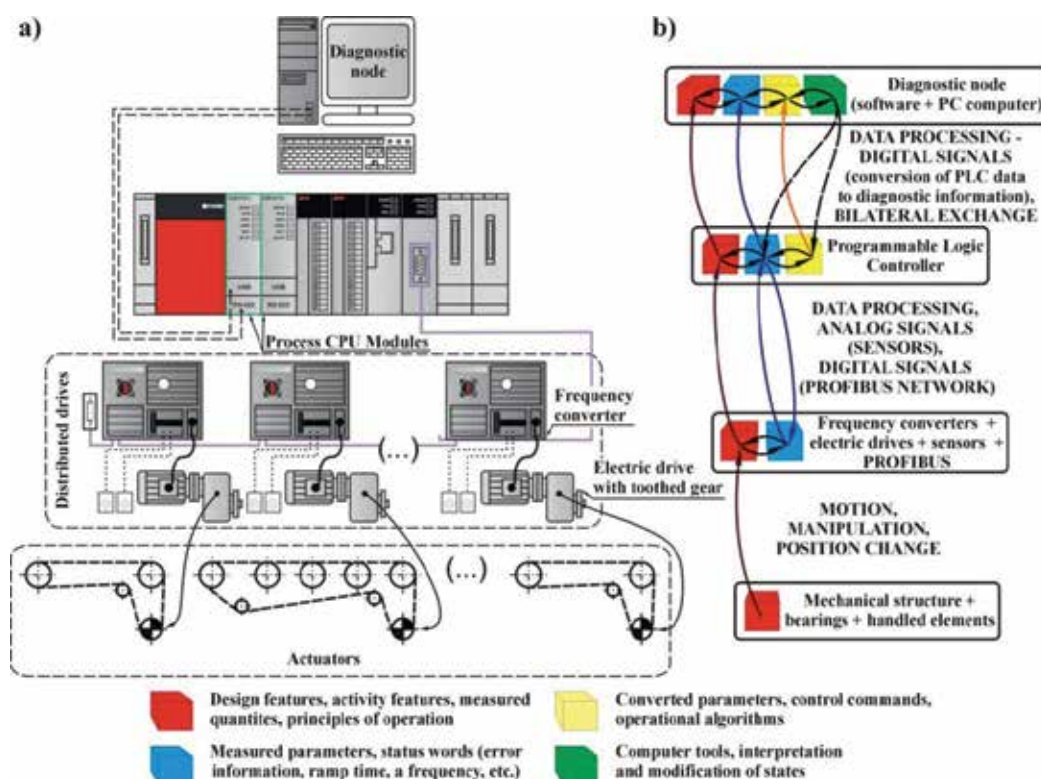 a)
Diagnostic
node
Process CPU Modules
Distributed drives
Frequency
converter
(...)
Electric drive
with toothed gear
(...)
Actuators
b)
Diagnostic node
(software + PC computer)
DATA PROCESSING -
DIGITAL SIGNALS
(conversion of PLC data
to diagnostic information),
BILATERAL EXCHANGE
Programmable Logic
Controller
DATA PROCESSING,
ANALOG SIGNALS
(SENSORS),
DIGITAL SIGNALS
(PROFIBUS NETWORK)
Frequency converters +
electric drives + sensors +
PROFIBUS
MOTION,
MANIPULATION,
POSITION CHANGE
Mechanical structure +
bearings + handled elements
Design features, activity features, measured
quantites, principles of operation
Measured parameters, status words (error
information, ramp time, a frequency, etc.)
Converted parameters, control commands,
operational algorithms
Computer tools, interpretation
and modification of states